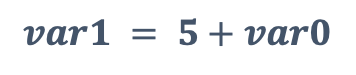 var1 = 5 + var0